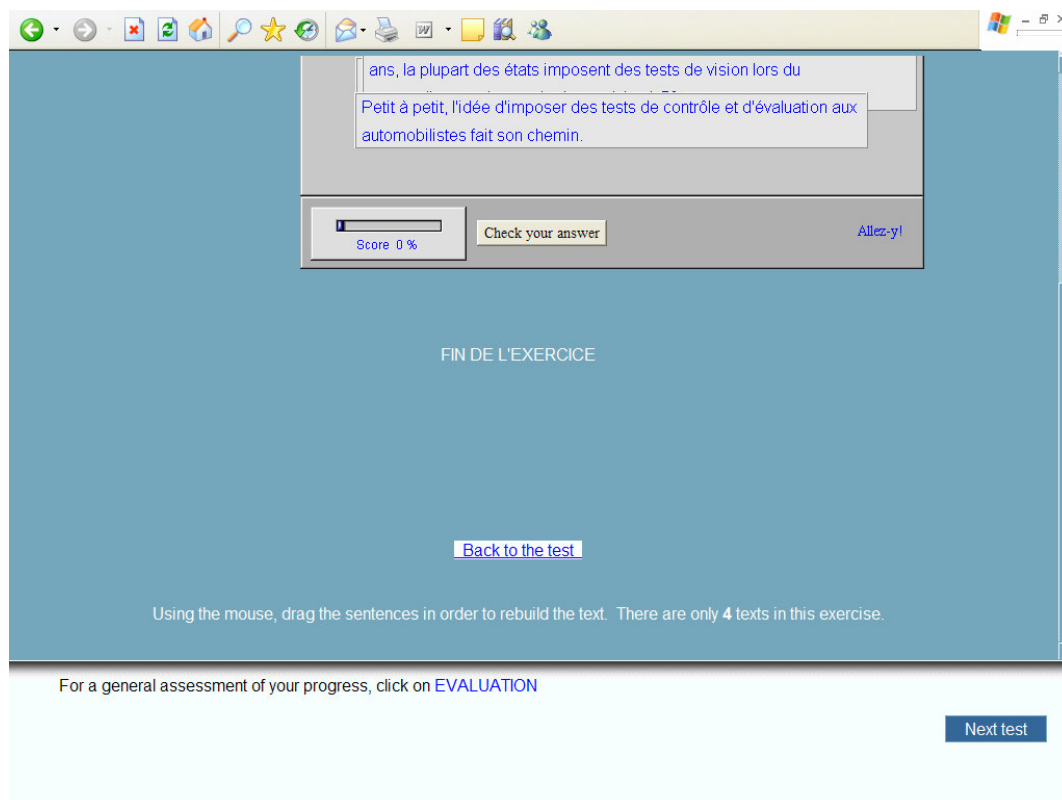 ans, la plupart des états imposent des tests de vision lors du
Petit à petit, l'idée d'imposer des tests de contrôle et d'évaluation aux
automobilistes fait son chemin.
Score 0 %
Check your answer
Allez-y!
FIN DE L'EXERCICE
Back to the test
Using the mouse, drag the sentences in order to rebuild the text. There are only 4 texts in this exercise.
For a general assessment of your progress, click on EVALUATION
Next test